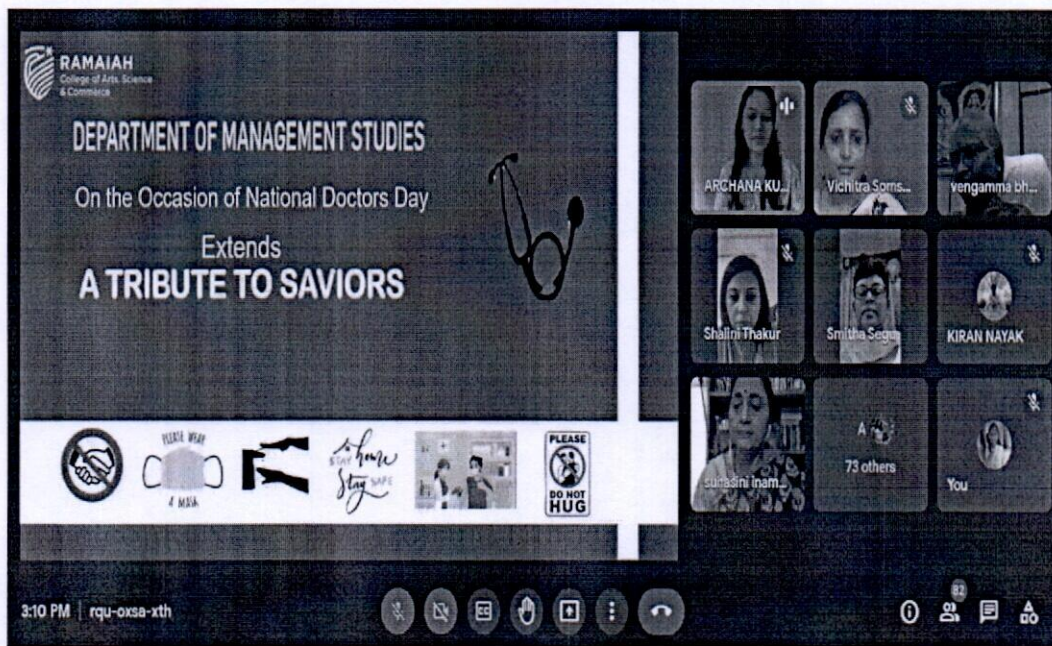 RAMAIAH
College of Arts, Science
& Commerce
DEPARTMENT OF MANAGEMENT STUDIES
On the Occasion of National Doctors Day
Extends
A TRIBUTE TO SAVIORS
PLEASE WEAR
A MASK
STAY home
Stay SAFE
PLEASE
DO NOT
HUG
ARCHANA KU...
Vichitra Soms...
vengamma bh...
Shalini Thakur
Smitha Segu...
KIRAN NAYAK
suhasini inam...
A
73 others
You
3:10 PM | rqu-oxsa-xth
CC
82